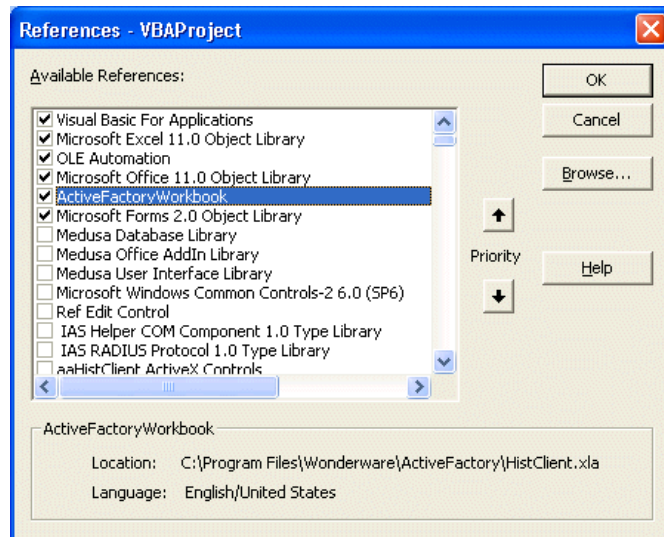 References - VBAProject
Available References:
Visual Basic For Applications
Microsoft Excel 11.0 Object Library
OLE Automation
Microsoft Office 11.0 Object Library
ActiveFactoryWorkbook
Microsoft Forms 2.0 Object Library
Medusa Database Library
Medusa Office AddIn Library
Medusa User Interface Library
Microsoft Windows Common Controls-2 6.0 (SP6)
Ref Edit Control
IAS Helper COM Component 1.0 Type Library
IAS RADIUS Protocol 1.0 Type Library
aaHistClient ActiveX Controls
OK
Cancel
Browse...
Priority
Help
ActiveFactoryWorkbook
Location: C:\Program Files\Wonderware\ActiveFactory\HistClient.xla
Language: English/United States